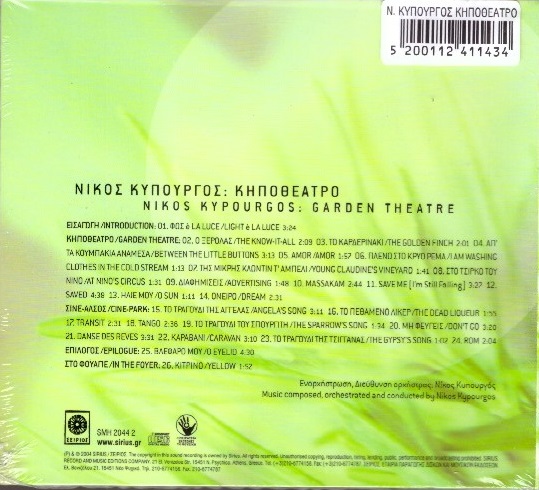 Ν. ΚΥΠΟΥΡΓΟΣ ΚΗΠΟΘΕΑΤΡΟ
5 200112 411434
ΝΙΚΟΣ ΚΥΠΟΥΡΓΟΣ: ΚΗΠΟΘΕΑΤΡΟ
NIKOS KYPOURGOS: GARDEN THEATRE
ΕΙΣΑΓΩΓΗ/INTRODUCTION: 01. ΦΩΣ è LA LUCE/LIGHT è LA LUCE 3:24
ΚΗΠΟΘΕΑΤΡΟ/GARDEN THEATRE: 02. Ο ΞΕΡΟΛΑΣ/THE KNOW-IT-ALL 2:09 03. ΤΟ ΚΑΡΔΕΡΙΝΑΚΙ/THE GOLDEN FINCH 2:01 04. ΑΠ'
ΤΑ ΚΟΥΜΠΑΚΙΑ ΑΝΑΜΕΣΑ/BETWEEN THE LITTLE BUTTONS 3:13 05. AMOR/AMOR 1:57 06. ΠΛΕΝΩ ΣΤΟ ΚΡΥΟ ΡΕΜΑ/I AM WASHING
CLOTHES IN THE COLD STREAM 1:13 07. ΤΗΣ ΜΙΚΡΗΣ ΚΛΩΝΤΙΝ Τ' ΑΜΠΕΛΙ/YOUNG CLAUDINE'S VINEYARD 1:41 08. ΣΤΟ ΤΣΙΡΚΟ ΤΟΥ
ΝΙΝΟ/AT NINO'S CIRCUS 1:31 09. ΔΙΑΦΗΜΙΣΕΙΣ/ADVERTISING 1:48 10. MASSAKAM 2:44 11. SAVE ME [I'm Still Falling] 3:27 12.
SAVED 4:38 13. ΗΛΙΕ ΜΟΥ/O SUN 1:11 14. ΟΝΕΙΡΟ/DREAM 2:31
ΣΙΝΕ-ΑΛΣΟΣ/CINE-PARK: 15. ΤΟ ΤΡΑΓΟΥΔΙ ΤΗΣ ΑΓΓΕΛΑΣ/ANGELA'S SONG 3:11 16. ΤΟ ΠΕΘΑΜΕΝΟ ΛΙΚΕΡ/THE DEAD LIQUEUR 1:55
17. TRANSIT 2:31 18. TANGO 2:36 19. ΤΟ ΤΡΑΓΟΥΔΙ ΤΟΥ ΣΠΟΥΡΓΙΤΗ/THE SPARROW'S SONG 1:34 20. ΜΗ ΦΕΥΓΕΙΣ/DON'T GO 3:20
21. DANSE DES REVES 3:31 22. ΚΑΡΑΒΑΝΙ/CARAVAN 3:10 23. ΤΟ ΤΡΑΓΟΥΔΙ ΤΗΣ ΤΣΙΓΓΑΝΑΣ/THE GYPSY'S SONG 1:02 24. ROM 2:04
ΕΠΙΛΟΓΟΣ/EPILOGUE: 25. ΒΛΕΦΑΡΟ ΜΟΥ/O EYELID 4:30
ΣΤΟ ΦΟΥΑΓΙΕ/IN THE FOYER: 26. ΚΙΤΡΙΝΟ/YELLOW 1:52
Ενορχήστρωση, Διεύθυνση ορχήστρας: Νίκος Κυπουργός
Music composed, orchestrated and conducted by Nikos Kypourgos
ΣΕΙΡΙΟΣ
SMH 2044 2
www.sirius.gr